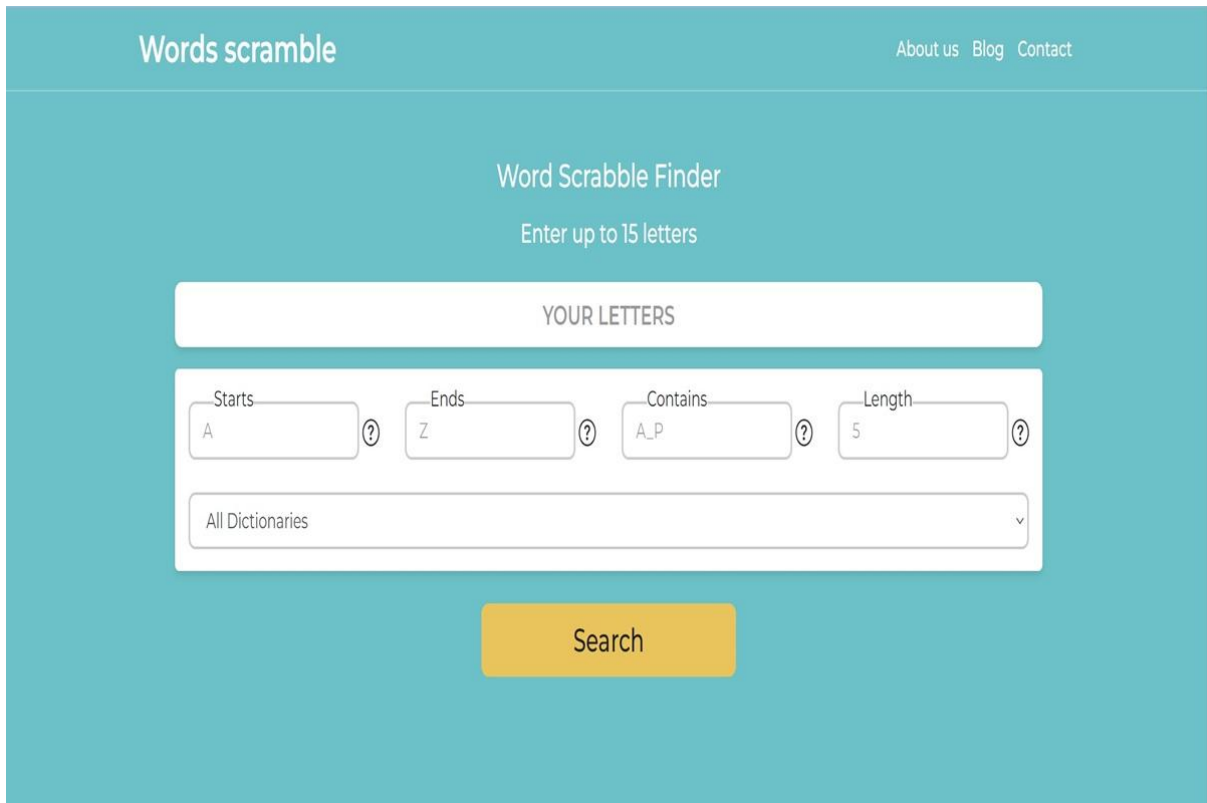 Words scramble
About us Blog Contact
Word Scrabble Finder
Enter up to 15 letters
YOUR LETTERS
Starts Ends Contains Length
A Z A_P 5
All Dictionaries
Search